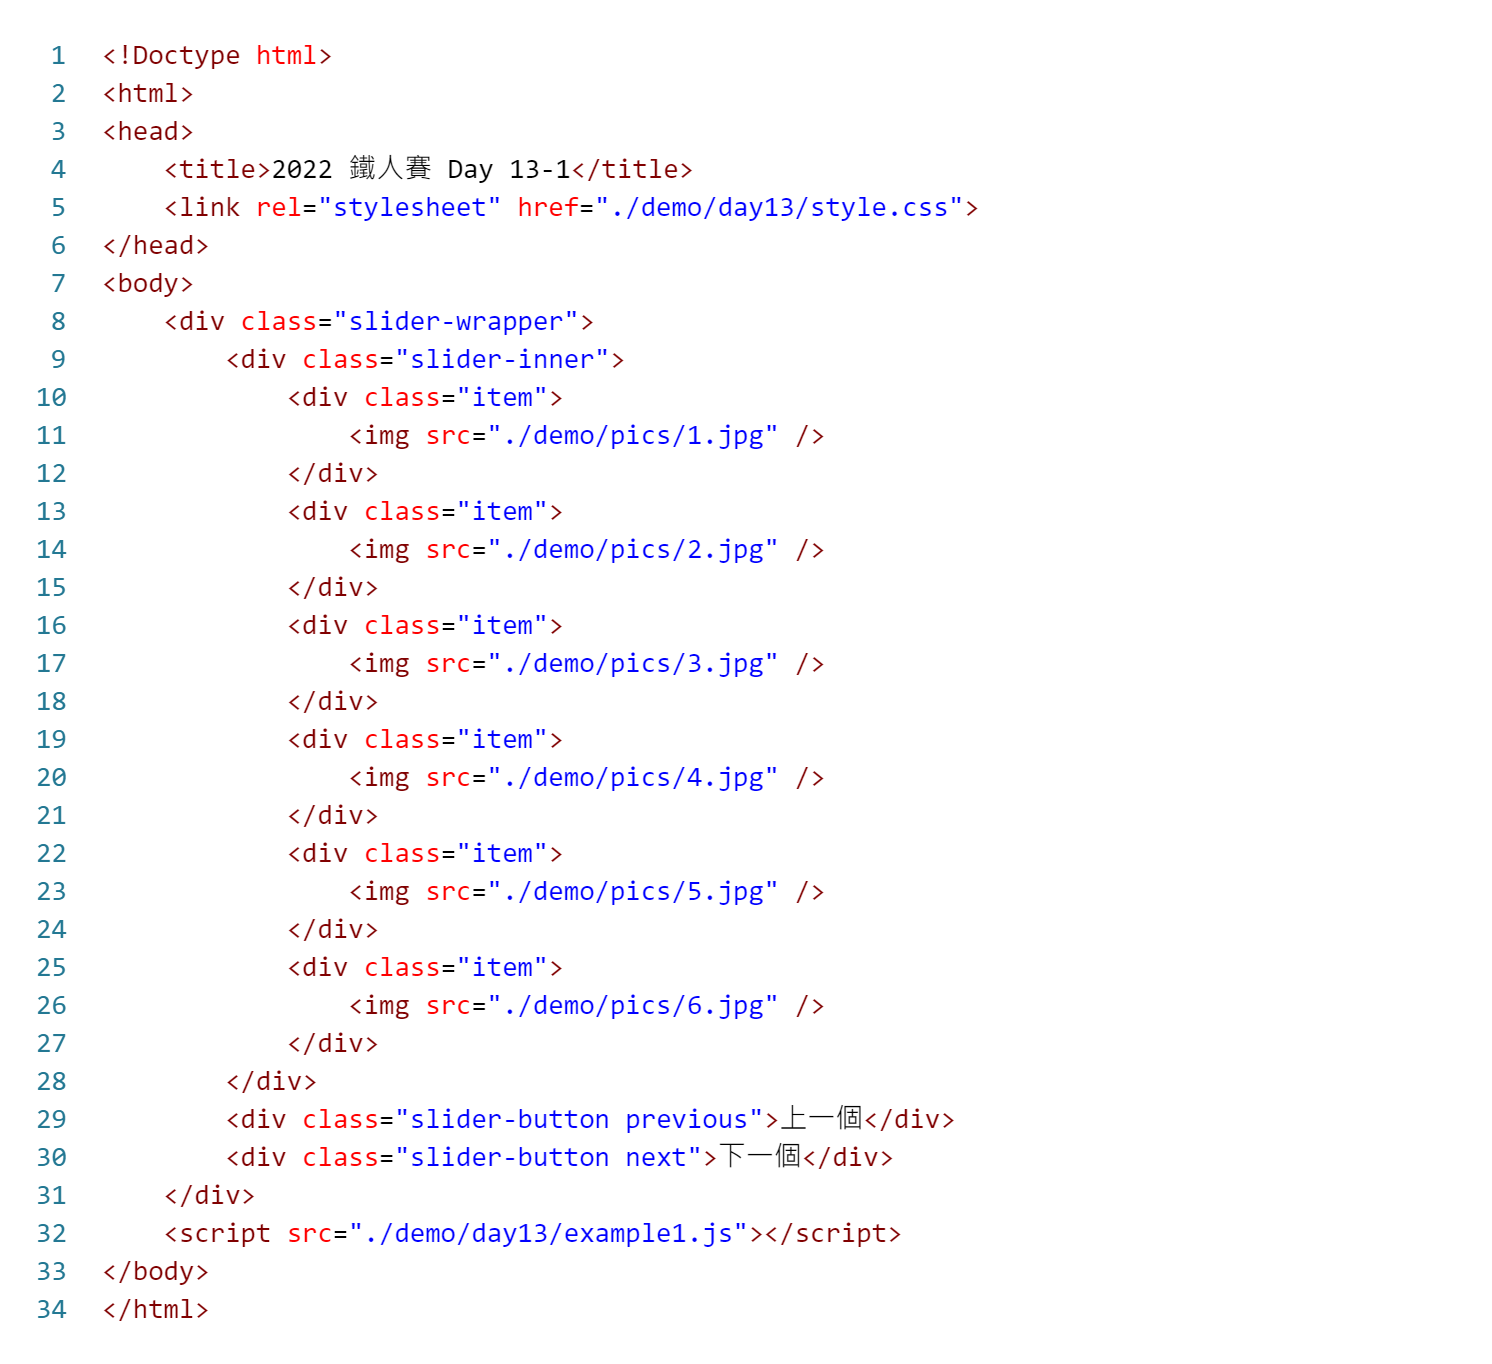 1 <!Doctype html>
2 <html>
3 <head>
4     <title>2022 鐵人賽 Day 13-1</title>
5     <link rel="stylesheet" href="./demo/day13/style.css">
6 </head>
7 <body>
8     <div class="slider-wrapper">
9         <div class="slider-inner">
10             <div class="item">
11                 <img src="./demo/pics/1.jpg" />
12             </div>
13             <div class="item">
14                 <img src="./demo/pics/2.jpg" />
15             </div>
16             <div class="item">
17                 <img src="./demo/pics/3.jpg" />
18             </div>
19             <div class="item">
20                 <img src="./demo/pics/4.jpg" />
21             </div>
22             <div class="item">
23                 <img src="./demo/pics/5.jpg" />
24             </div>
25             <div class="item">
26                 <img src="./demo/pics/6.jpg" />
27             </div>
28         </div>
29         <div class="slider-button previous">上一個</div>
30         <div class="slider-button next">下一個</div>
31     </div>
32     <script src="./demo/day13/example1.js"></script>
33 </body>
34 </html>